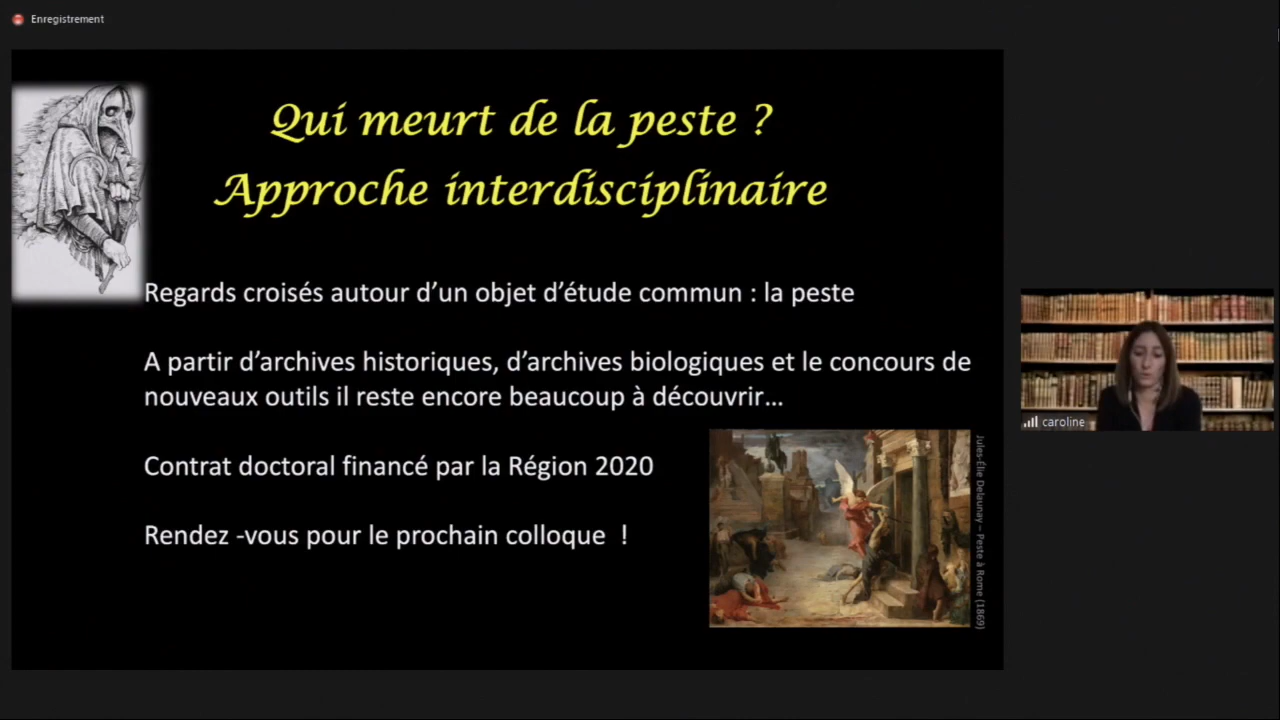 Enregistrement
Qui meurt de la peste ?
Approche interdisciplinaire
Regards croisés autour d’un objet d’étude commun : la peste
A partir d’archives historiques, d’archives biologiques et le concours de
nouveaux outils il reste encore beaucoup à découvrir…
Contrat doctoral financé par la Région 2020
Rendez -vous pour le prochain colloque  !
Jules-Élie Delaunay – Peste à Rome (1869)
caroline